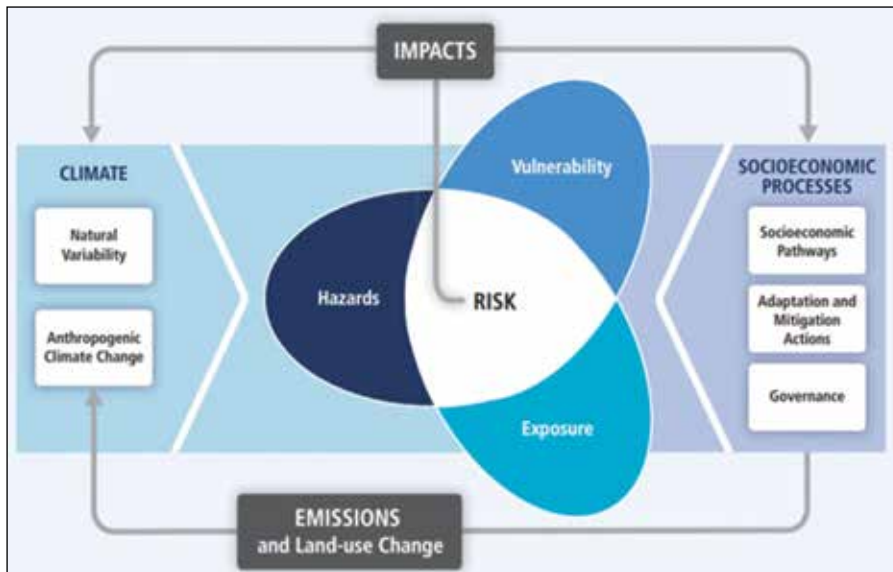 IMPACTS
CLIMATE
Natural
Variability
Anthropogenic
Climate Change
Vulnerability
Hazards
RISK
Exposure
SOCIOECONOMIC
PROCESSES
Socioeconomic
Pathways
Adaptation and
Mitigation
Actions
Governance
EMISSIONS
and Land-use Change